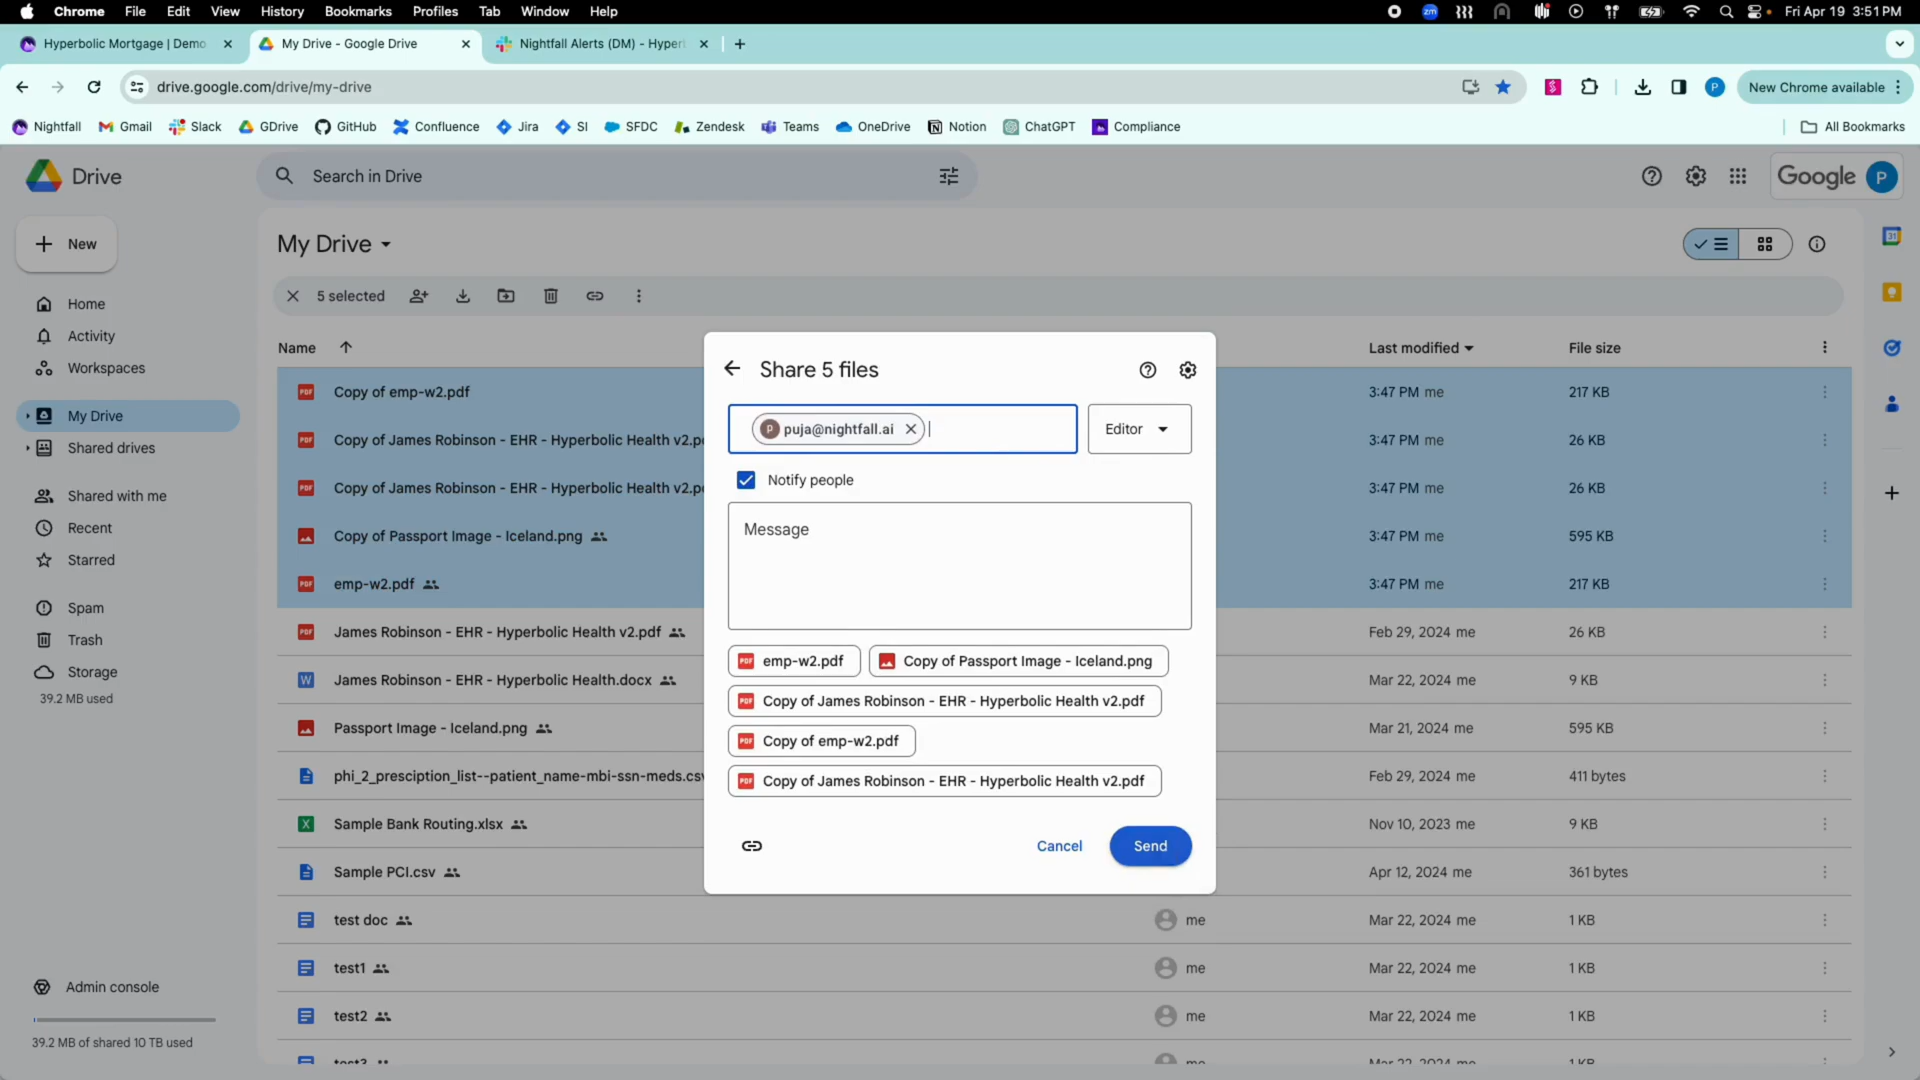 Chrome File Edit View History Bookmarks Profiles Tab Window Help
zm Fri Apr 19 3:51 PM
Hyperbolic Mortgage | Demo
My Drive - Google Drive
Nightfall Alerts (DM) - Hyper
drive.google.com/drive/my-drive
P New Chrome available
Nightfall Gmail Slack GDrive GitHub Confluence Jira SI SFDC Zendesk Teams OneDrive Notion ChatGPT Compliance All Bookmarks
Drive
Search in Drive
Google P
New
Home
Activity
Workspaces
My Drive
Shared drives
Shared with me
Recent
Starred
Spam
Trash
Storage
39.2 MB used
Admin console
39.2 MB of shared 10 TB used
My Drive
5 selected
Name Last modified File size
Copy of emp-w2.pdf 3:47 PM me 217 KB
Copy of James Robinson - EHR - Hyperbolic Health v2.p 3:47 PM me 26 KB
Copy of James Robinson - EHR - Hyperbolic Health v2.p 3:47 PM me 26 KB
Copy of Passport Image - Iceland.png 3:47 PM me 595 KB
emp-w2.pdf 3:47 PM me 217 KB
James Robinson - EHR - Hyperbolic Health v2.pdf Feb 29, 2024 me 26 KB
James Robinson - EHR - Hyperbolic Health.docx Mar 22, 2024 me 9 KB
Passport Image - Iceland.png Mar 21, 2024 me 595 KB
phi_2_presciption_list--patient_name-mbi-ssn-meds.csv Feb 29, 2024 me 411 bytes
Sample Bank Routing.xlsx Nov 10, 2023 me 9 KB
Sample PCI.csv Apr 12, 2024 me 361 bytes
test doc me Mar 22, 2024 me 1 KB
test1 me Mar 22, 2024 me 1 KB
test2 me Mar 22, 2024 me 1 KB
Share 5 files
P puja@nightfall.ai
Editor
Notify people
Message
emp-w2.pdf
Copy of Passport Image - Iceland.png
Copy of James Robinson - EHR - Hyperbolic Health v2.pdf
Copy of emp-w2.pdf
Copy of James Robinson - EHR - Hyperbolic Health v2.pdf
Cancel Send